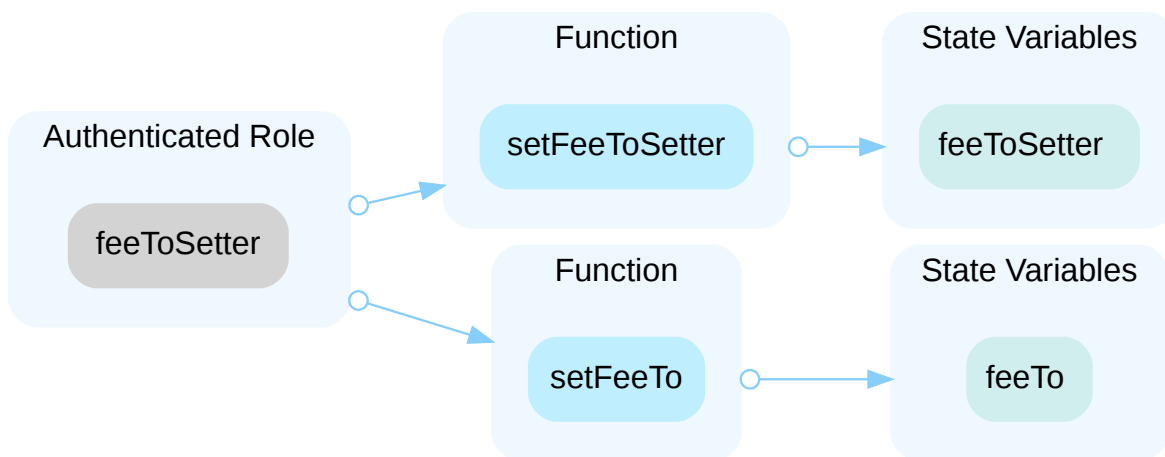 Authenticated Role
feeToSetter
Function
setFeeToSetter
State Variables
feeToSetter
Function
setFeeTo
State Variables
feeTo